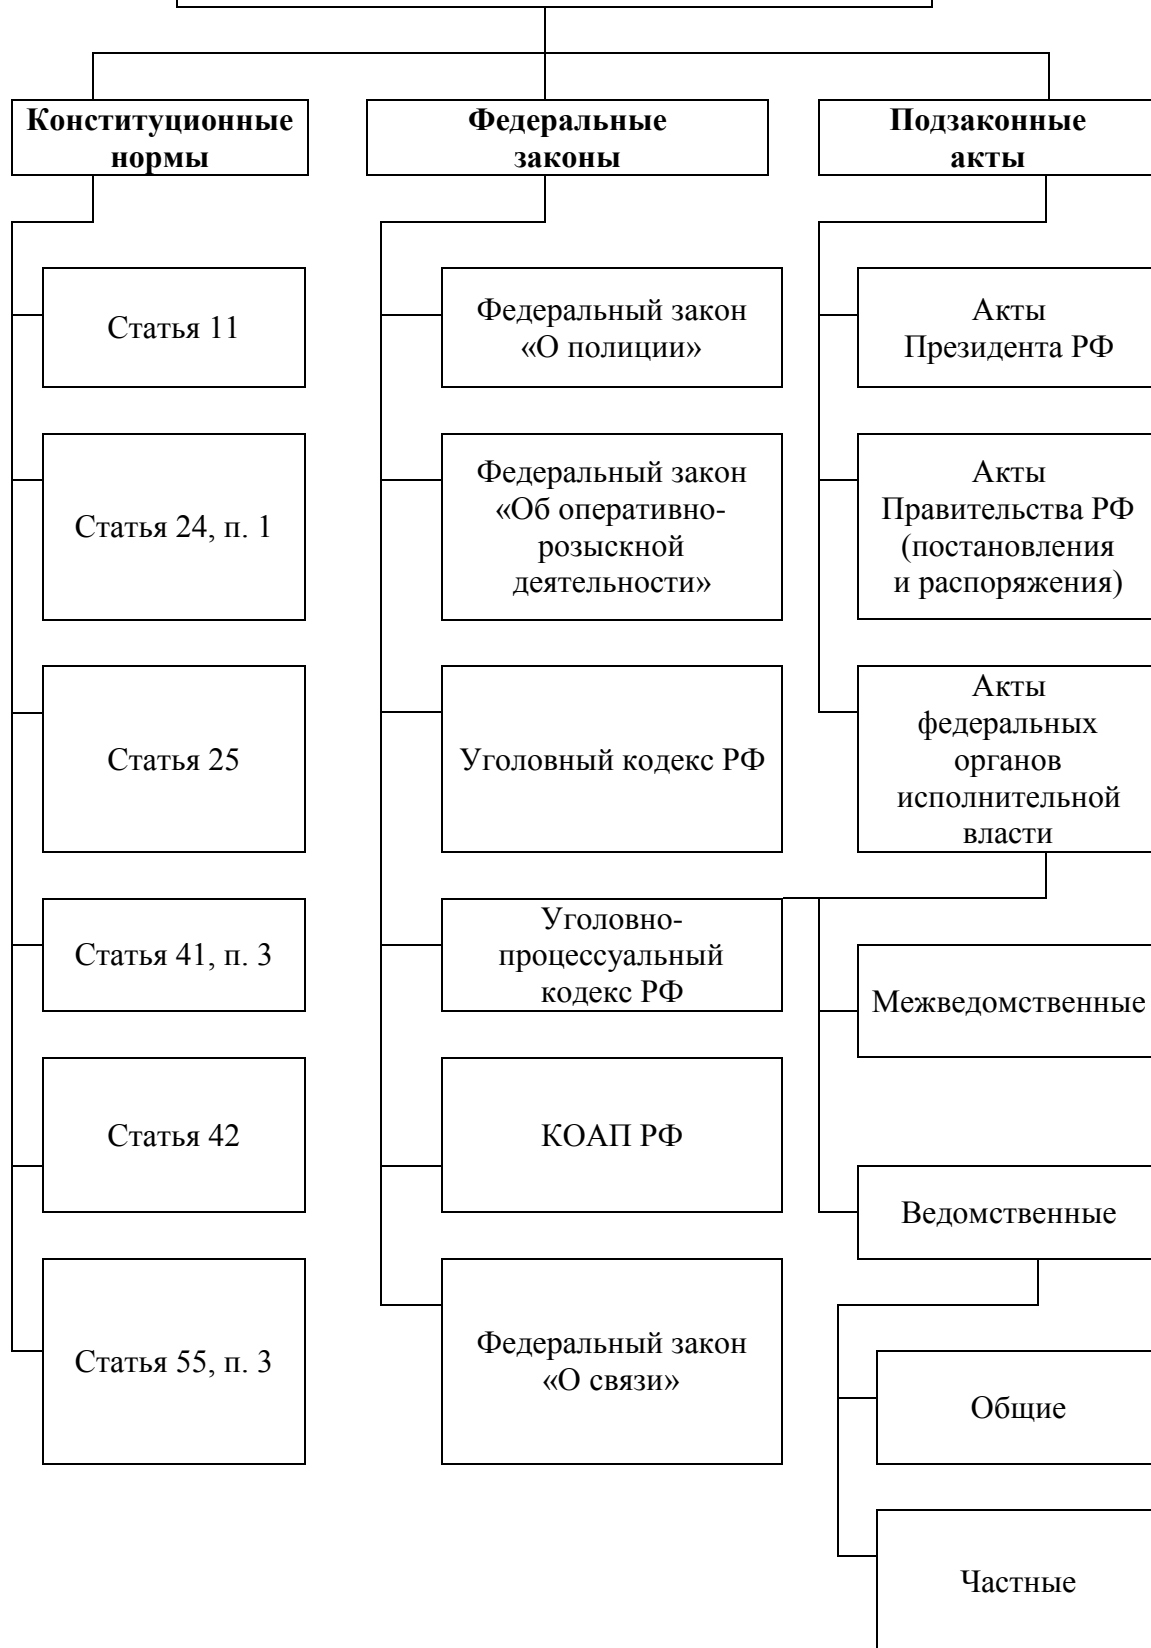 Конституционные
нормы
Федеральные
законы
Подзаконные
акты
Статья 11
Статья 24, п. 1
Статья 25
Статья 41, п. 3
Статья 42
Статья 55, п. 3
Федеральный закон
«О полиции»
Федеральный закон
«Об оперативно-
розыскной
деятельности»
Уголовный кодекс РФ
Уголовно-
процессуальный
кодекс РФ
КОАП РФ
Федеральный закон
«О связи»
Акты
Президента РФ
Акты
Правительства РФ
(постановления
и распоряжения)
Акты
федеральных
органов
исполнительной
власти
Межведомственные
Ведомственные
Общие
Частные